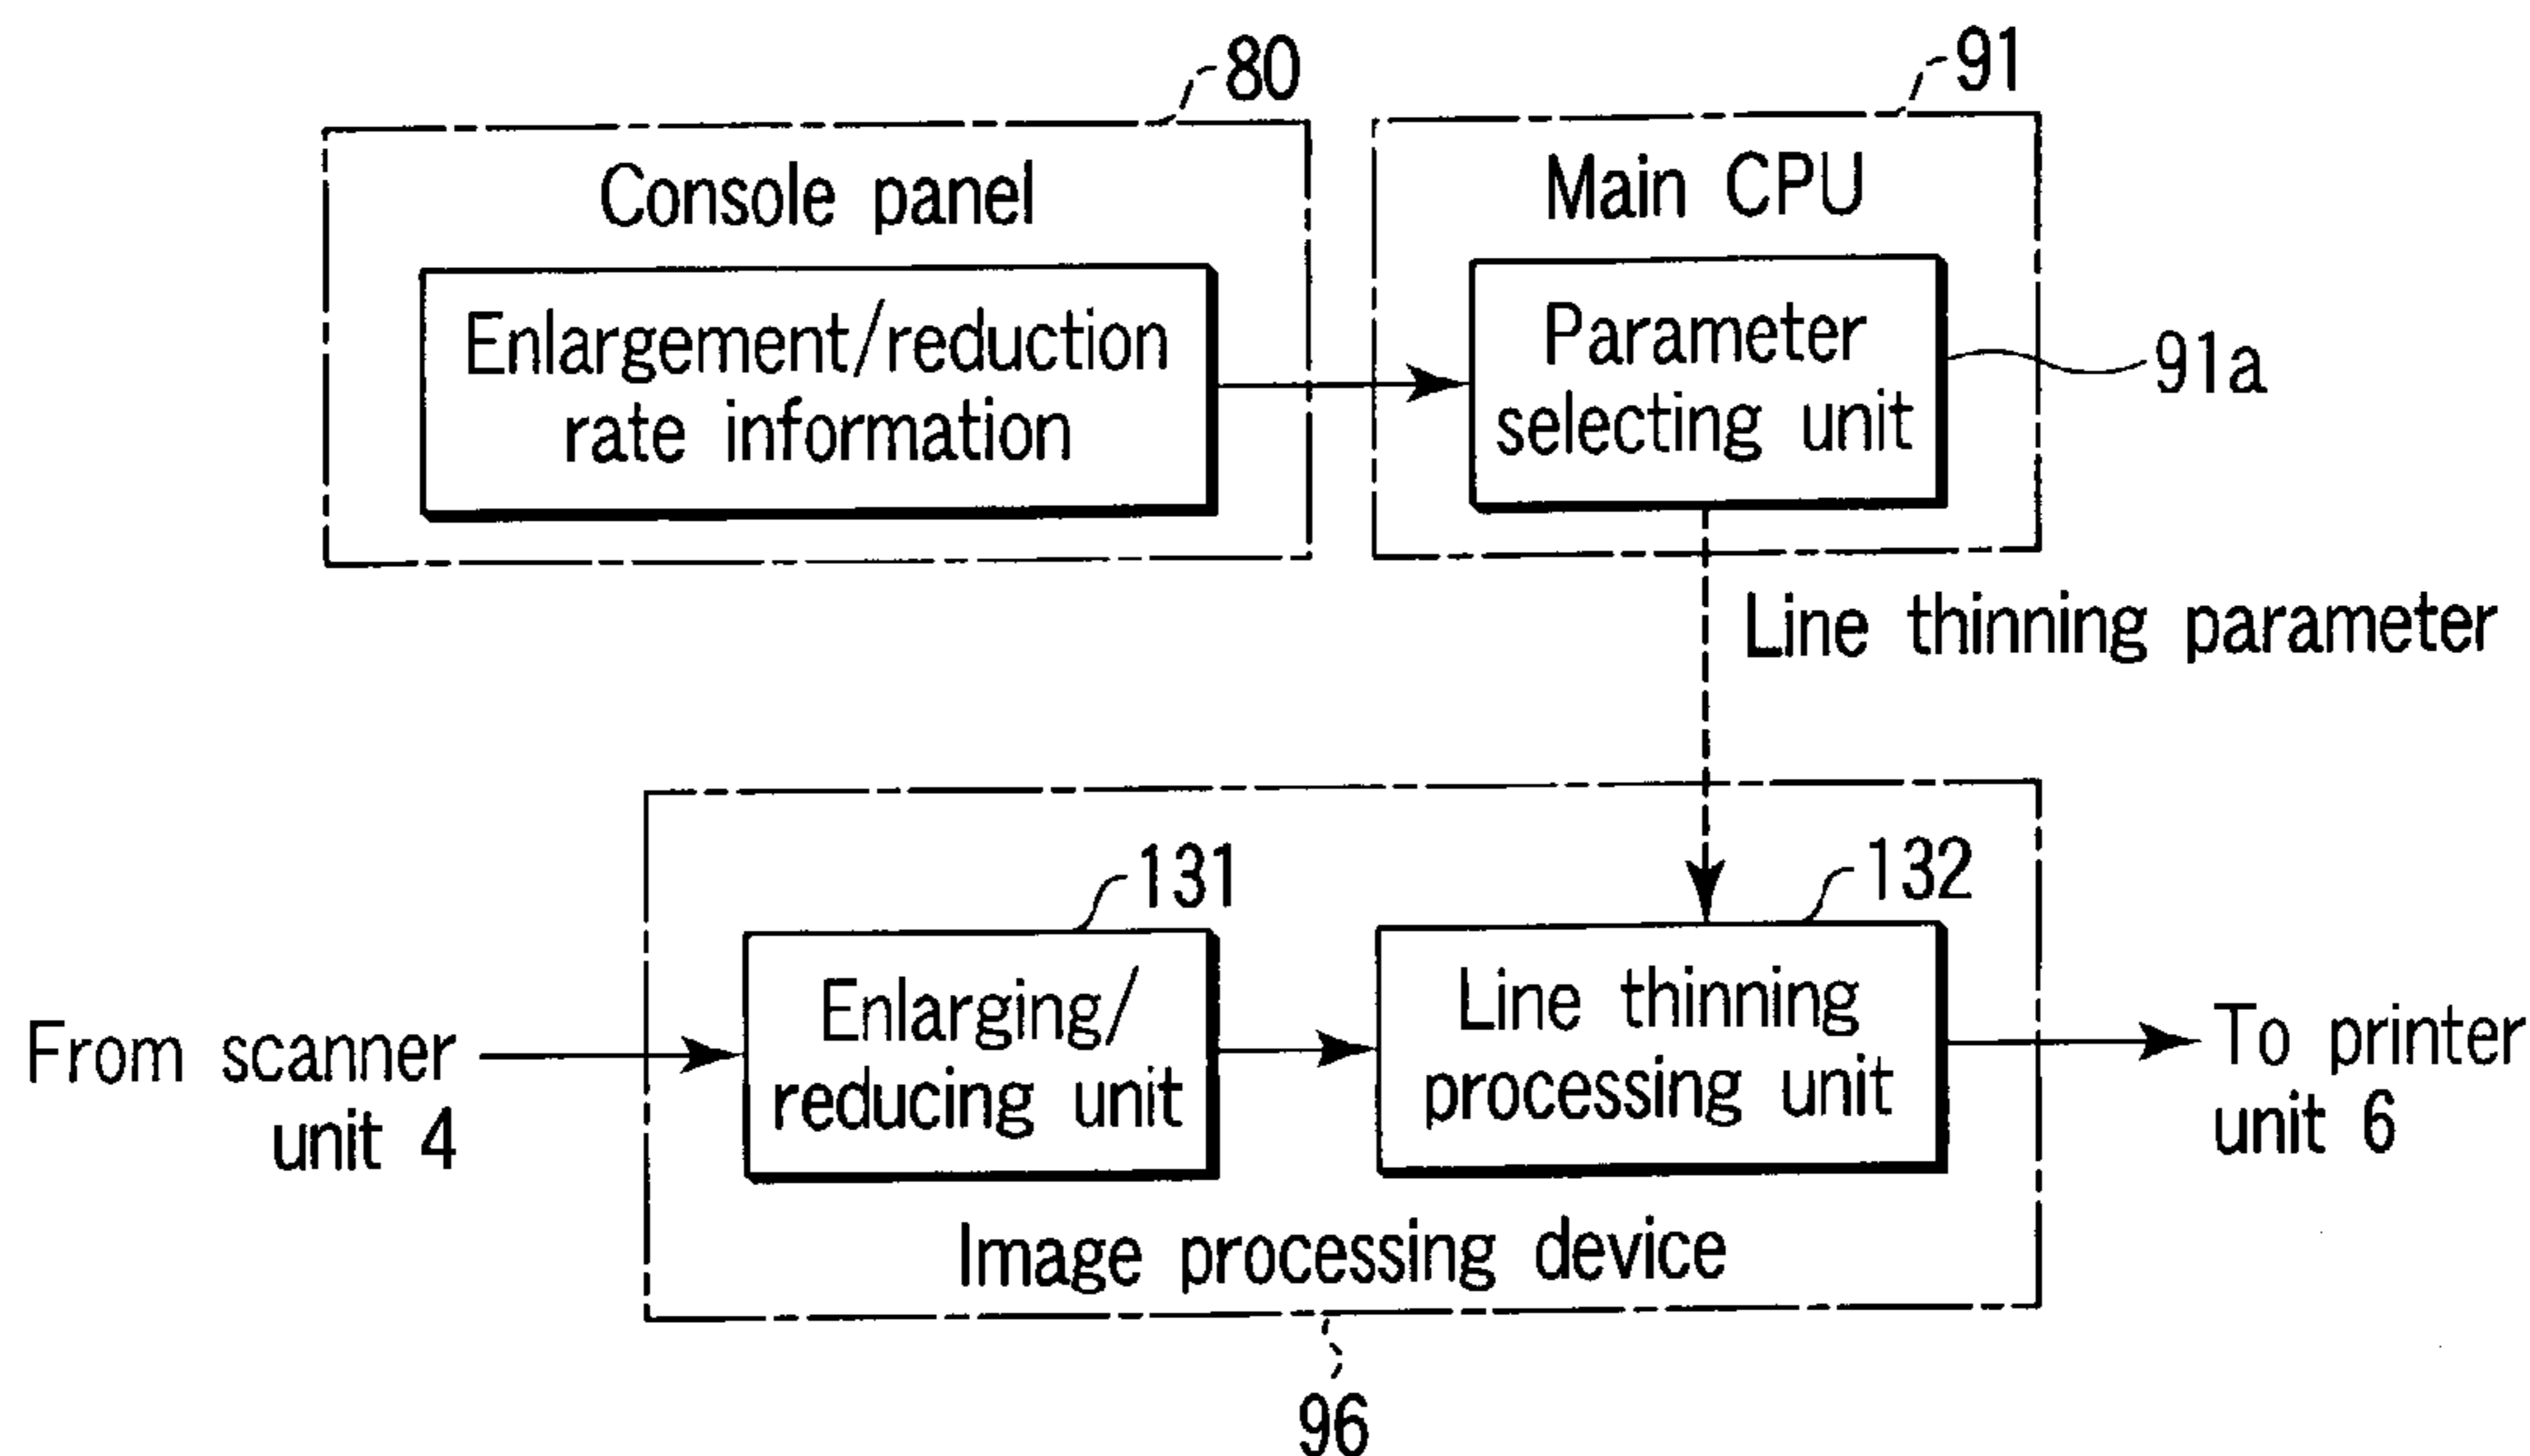 80
91
Console panel
Main CPU
Enlargement/reduction
rate information
Parameter
selecting unit
91a
Line thinning parameter
131
132
From scanner
unit 4
Enlarging/
reducing unit
Line thinning
processing unit
To printer
unit 6
Image processing device
96